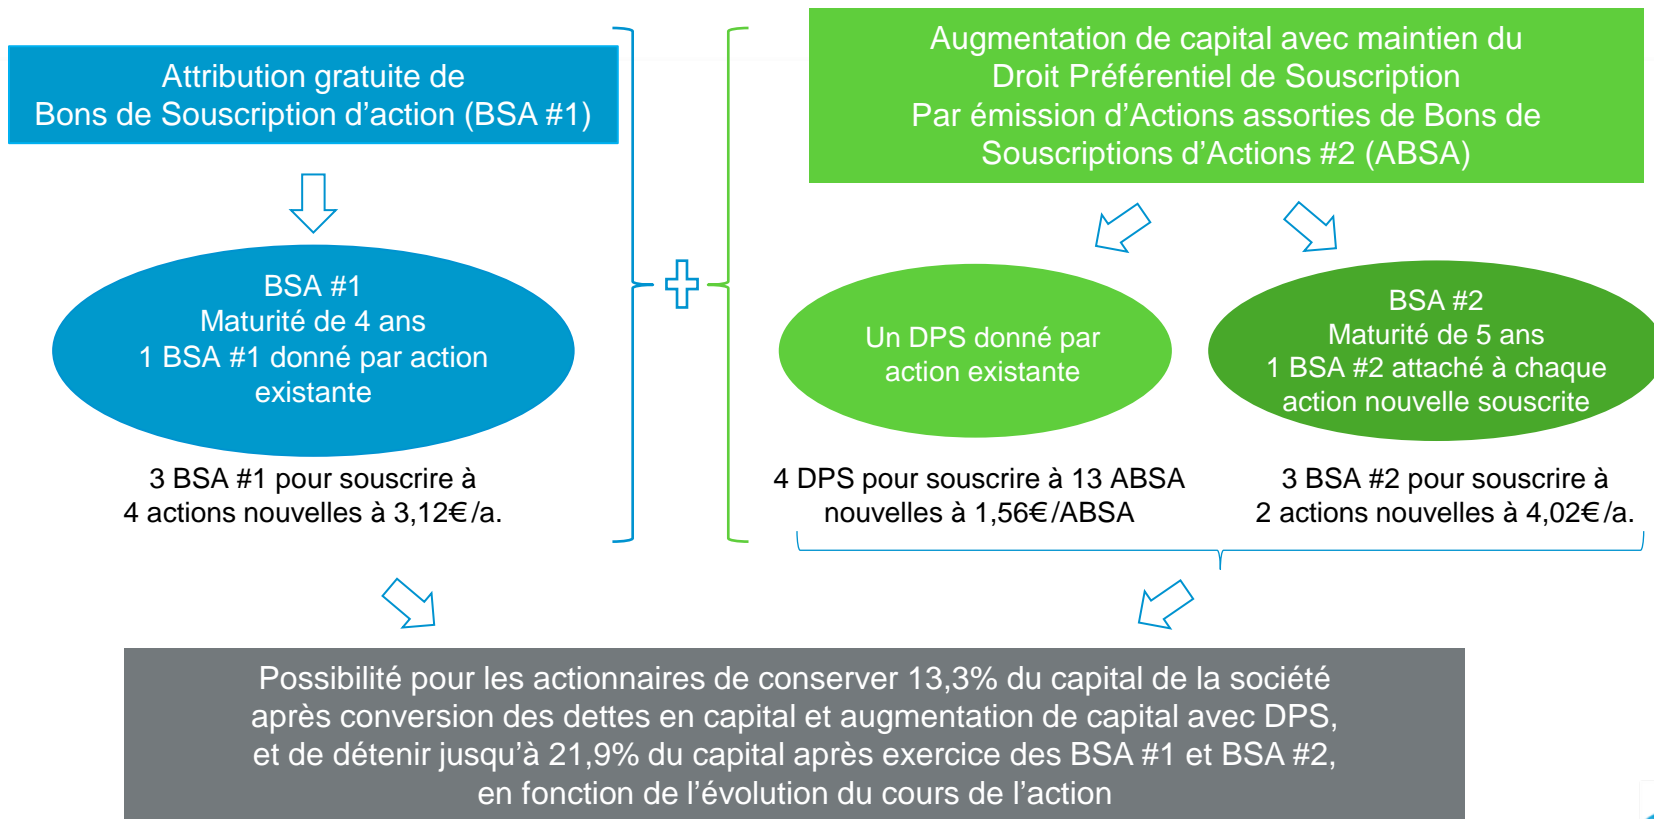 Attribution gratuite de
Bons de Souscription d'action (BSA #1)
BSA #1
Maturité de 4 ans
1 BSA #1 donné par action
existante
3 BSA #1 pour souscrire à
4 actions nouvelles à 3,12€/a.
Augmentation de capital avec maintien du
Droit Préférentiel de Souscription
Par émission d'Actions assorties de Bons de
Souscriptions d'Actions #2 (ABSA)
Un DPS donné par
action existante
4 DPS pour souscrire à 13 ABSA
nouvelles à 1,56€/ABSA
BSA #2
Maturité de 5 ans
1 BSA #2 attaché à chaque
action nouvelle souscrite
3 BSA #2 pour souscrire à
2 actions nouvelles à 4,02€/a.
Possibilité pour les actionnaires de conserver 13,3% du capital de la société
après conversion des dettes en capital et augmentation de capital avec DPS,
et de détenir jusqu'à 21,9% du capital après exercice des BSA #1 et BSA #2,
en fonction de l'évolution du cours de l'action